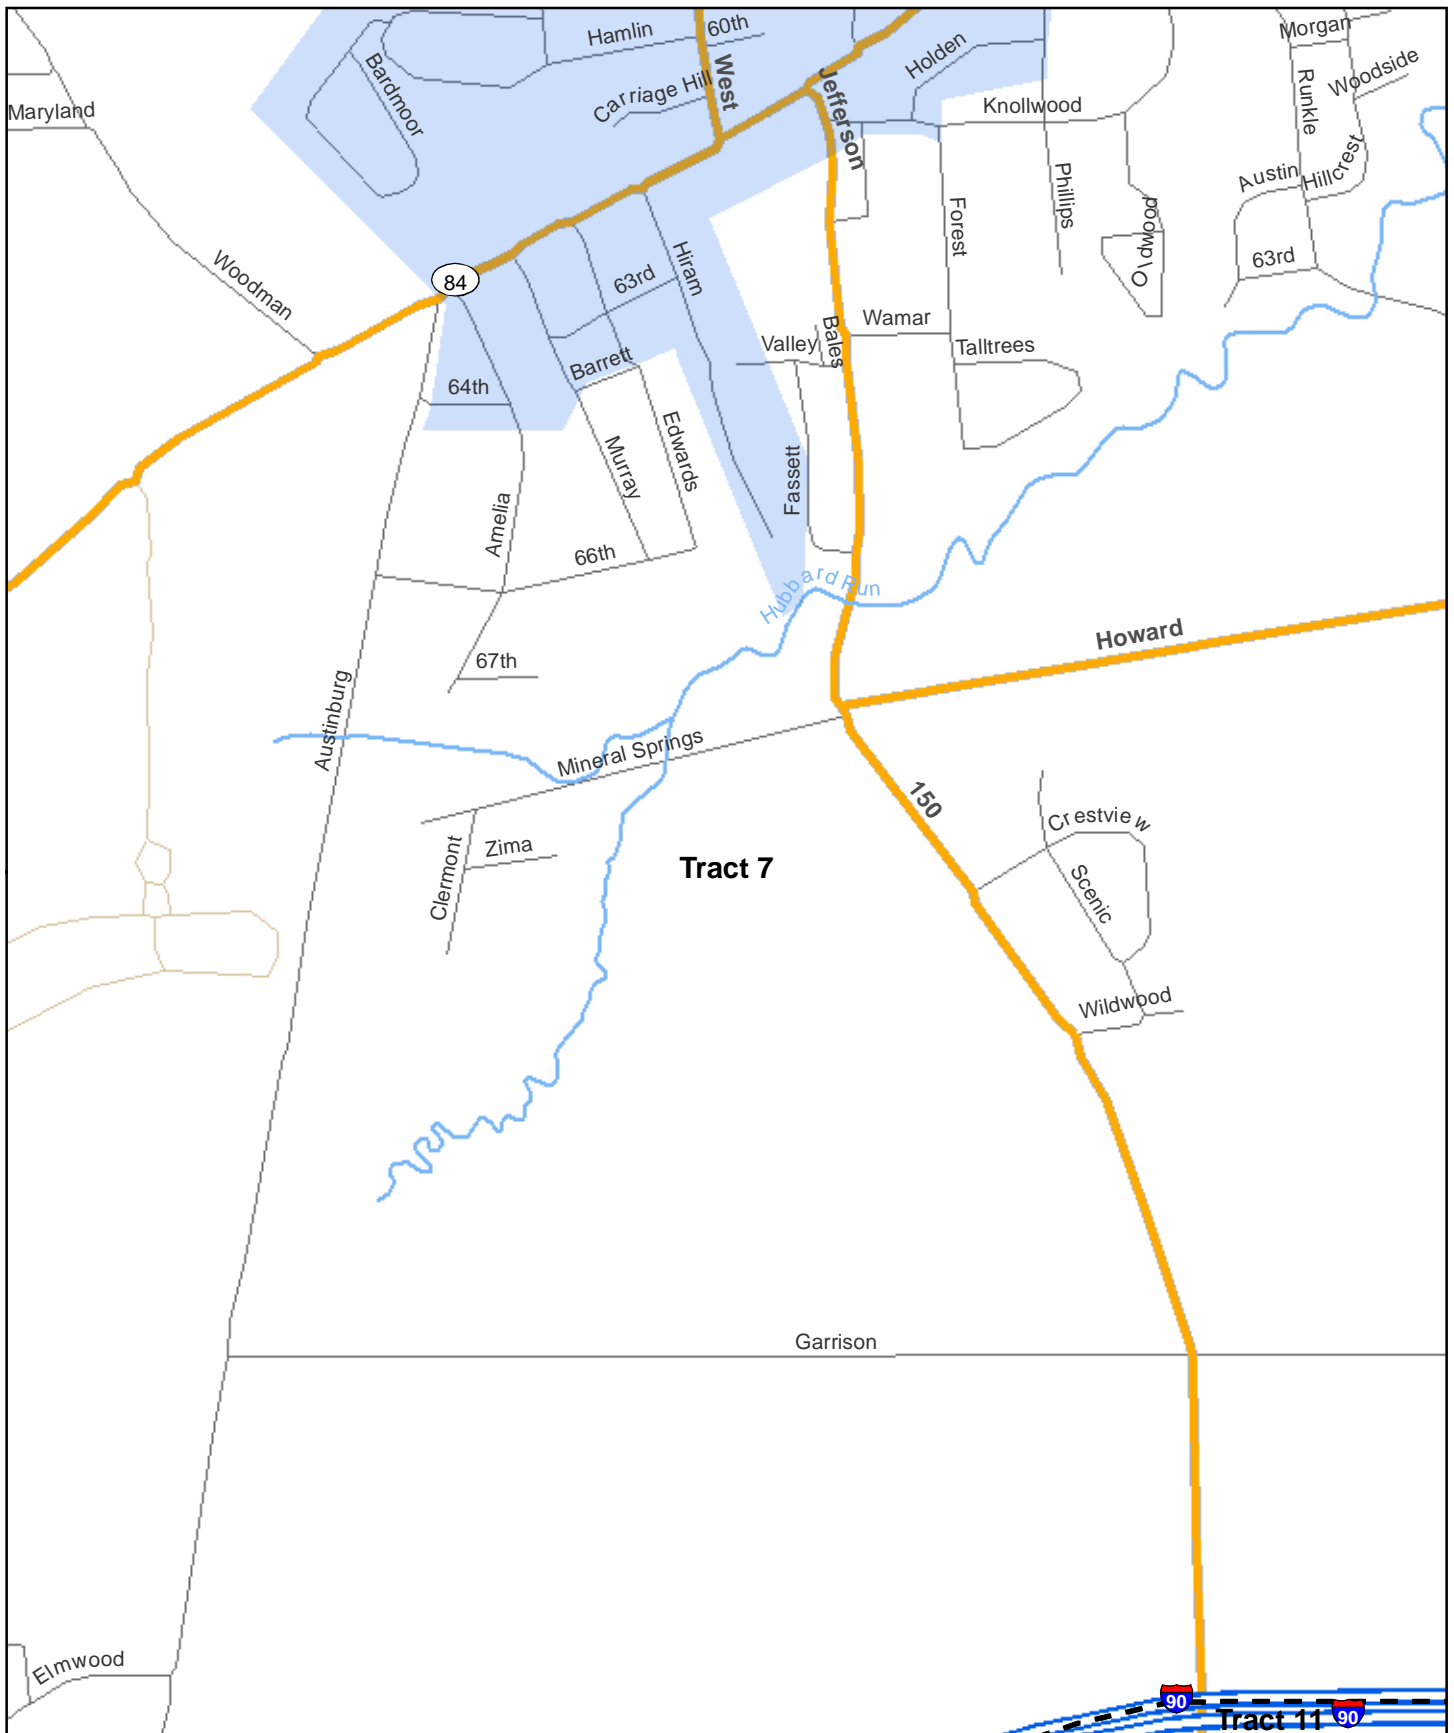 Hamlin
60th
Morgan
Bardmoor
West
Holden
Woodside
Carriage Hill
Jefferson
Runkle
Maryland
Knollwood
Hillcrest
Austin
Phillips
Forest
Oldwood
Woodman
Hiram
63rd
63rd
84
Wamar
Bales
Valley
Talltrees
Barrett
64th
Edwards
Murray
Fassett
Amelia
66th
Hubbard Run
Howard
67th
Austinburg
Mineral Springs
150
Crestview
Zima
Clermont
Tract 7
Scenic
Wildwood
Garrison
Elmwood
90
Tract 11
90